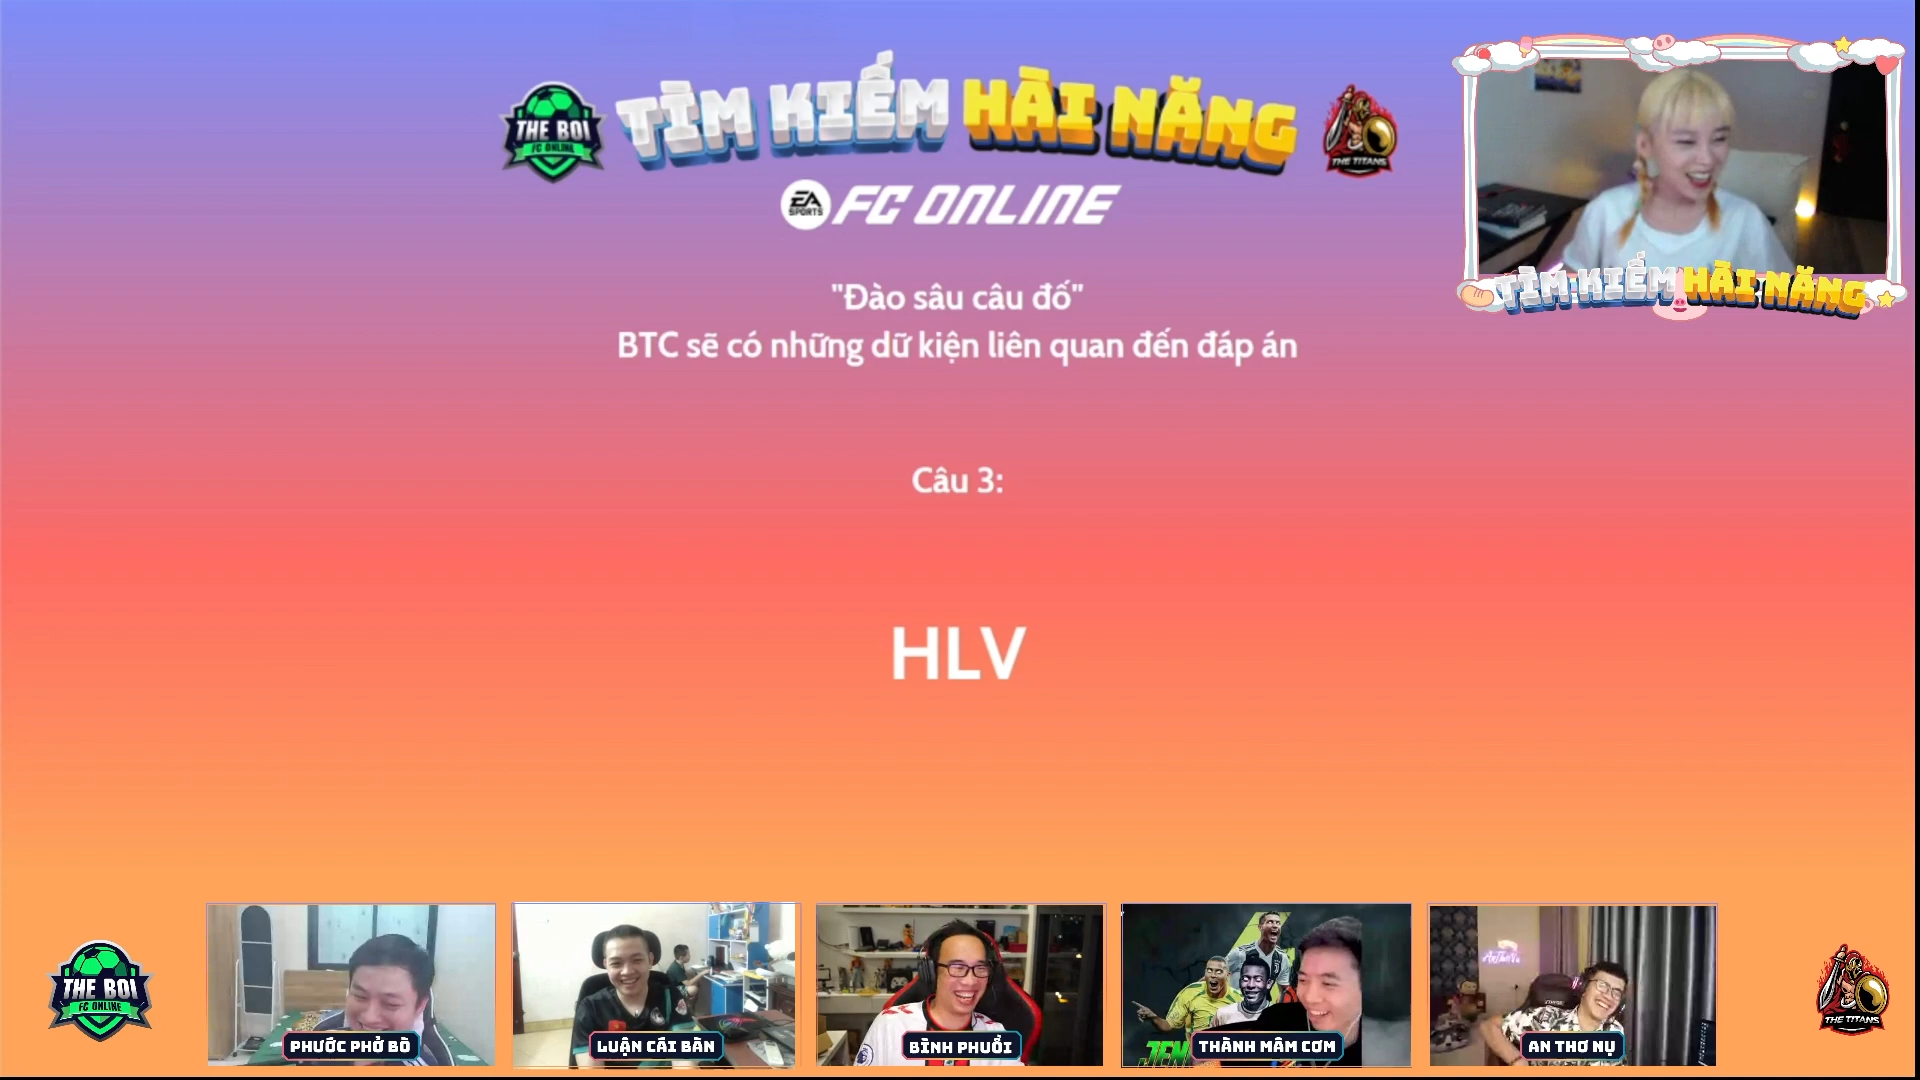 THE BOI
FC ONLINE
TÌM KIẾM HÀI NĂNG
THE TITANS
EA SPORTS FC ONLINE
"Đào sâu câu đố"
BTC sẽ có những dữ kiện liên quan đến đáp án
Câu 3:
HLV
TÌM KIẾM HÀI NĂNG
THE BOI
FC ONLINE
PHƯỚC PHỞ BÒ
LUẬN CÁI BÀN
BÌNH PHUỔI
THÀNH MÂM CƠM
AN THƠ NỤ
THE TITANS